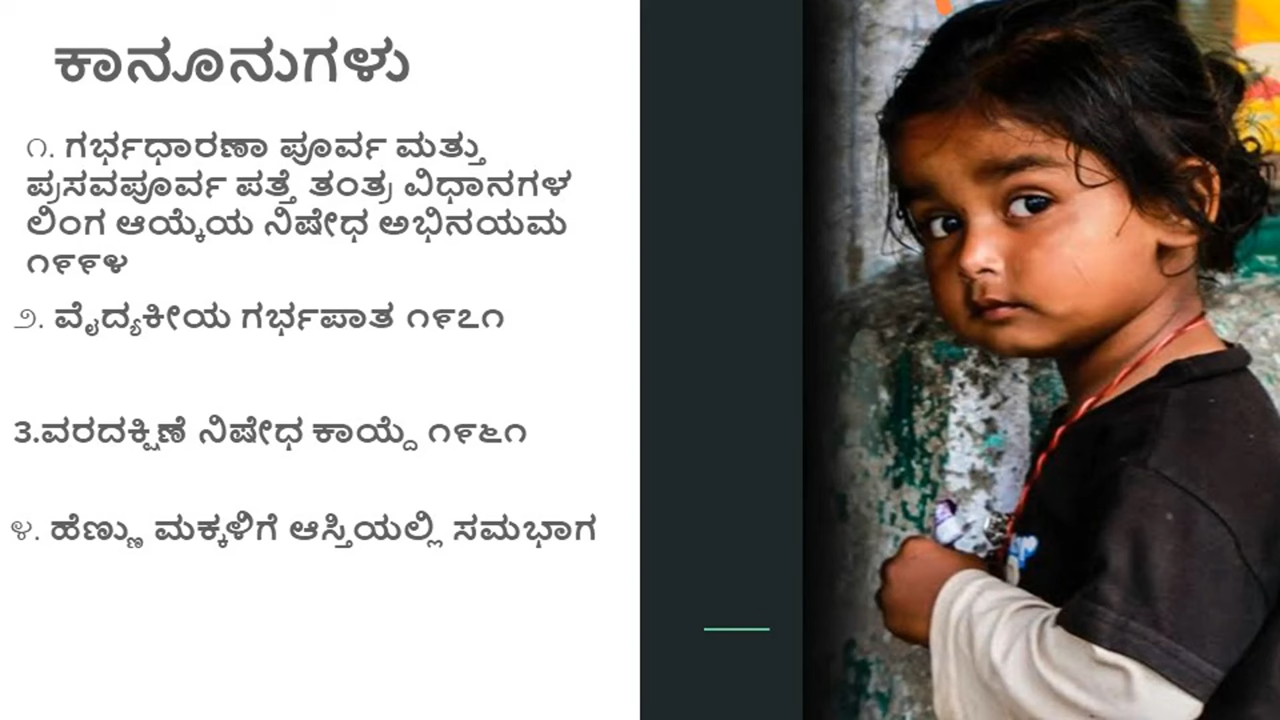 ಕಾನೂನುಗಳು
೧. ಗರ್ಭಧಾರಣಾ ಪೂರ್ವ ಮತ್ತು
ಪ್ರಸವಪೂರ್ವ ಪತ್ತೆ ತಂತ್ರ ವಿಧಾನಗಳ
ಲಿಂಗ ಆಯ್ಕೆಯ ನಿಷೇಧ ಅಭಿನಯಮ
೧೯೯೪
೨. ವೈದ್ಯಕೀಯ ಗರ್ಭಪಾತ ೧೯೭೧
3.ವರದಕ್ಷಿಣೆ ನಿಷೇಧ ಕಾಯ್ದೆ ೧೯೬೧
೪. ಹೆಣ್ಣು ಮಕ್ಕಳಿಗೆ ಆಸ್ತಿಯಲ್ಲಿ ಸಮಭಾಗ